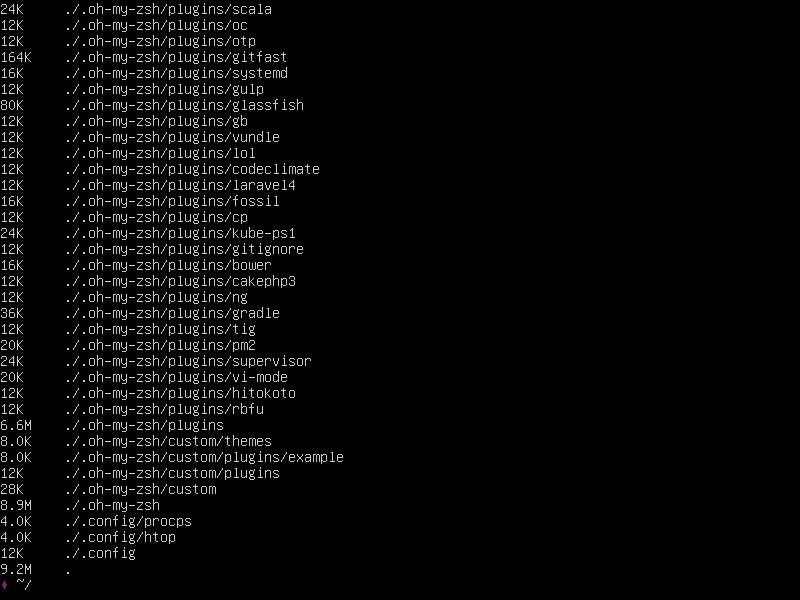 24K     ./.oh-my-zsh/plugins/scala
12K     ./.oh-my-zsh/plugins/oc
12K     ./.oh-my-zsh/plugins/otp
164K    ./.oh-my-zsh/plugins/gitfast
16K     ./.oh-my-zsh/plugins/systemd
12K     ./.oh-my-zsh/plugins/gulp
80K     ./.oh-my-zsh/plugins/glassfish
12K     ./.oh-my-zsh/plugins/gb
12K     ./.oh-my-zsh/plugins/vundle
12K     ./.oh-my-zsh/plugins/lol
12K     ./.oh-my-zsh/plugins/codeclimate
12K     ./.oh-my-zsh/plugins/laravel4
16K     ./.oh-my-zsh/plugins/fossil
12K     ./.oh-my-zsh/plugins/cp
24K     ./.oh-my-zsh/plugins/kube-ps1
12K     ./.oh-my-zsh/plugins/gitignore
16K     ./.oh-my-zsh/plugins/bower
12K     ./.oh-my-zsh/plugins/cakephp3
12K     ./.oh-my-zsh/plugins/ng
36K     ./.oh-my-zsh/plugins/gradle
12K     ./.oh-my-zsh/plugins/tig
20K     ./.oh-my-zsh/plugins/pm2
24K     ./.oh-my-zsh/plugins/supervisor
20K     ./.oh-my-zsh/plugins/vi-mode
12K     ./.oh-my-zsh/plugins/hitokoto
12K     ./.oh-my-zsh/plugins/rbfu
6.6M    ./.oh-my-zsh/plugins
8.0K    ./.oh-my-zsh/custom/themes
8.0K    ./.oh-my-zsh/custom/plugins/example
12K     ./.oh-my-zsh/custom/plugins
28K     ./.oh-my-zsh/custom
8.9M    ./.oh-my-zsh
4.0K    ./.config/procps
4.0K    ./.config/htop
12K     ./.config
9.2M    .
♦ ~/